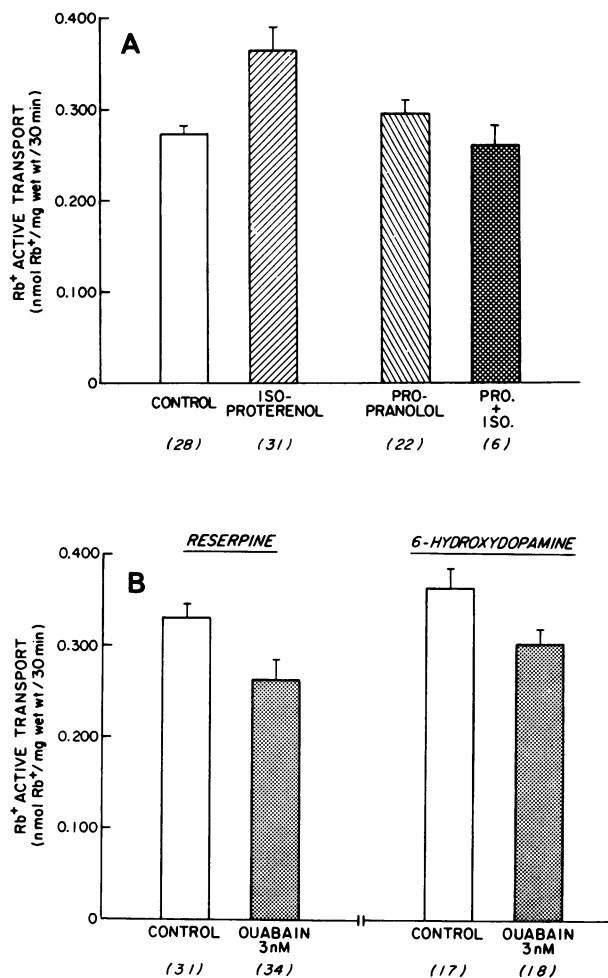 A
Rb+ ACTIVE TRANSPORT
(nmol Rb+/mg wet wt/30 min)
0.400
0.300
0.200
0.100
0
CONTROL
(28)
ISO-
PROTERENOL
(31)
PRO-
PRANOLOL
(22)
PRO.
+
ISO.
(6)
B
RESERPINE
6-HYDROXYDOPAMINE
Rb+ ACTIVE TRANSPORT
(nmol Rb+/mg wet wt/30 min)
0.400
0.300
0.200
0.100
0
CONTROL
(31)
OUABAIN
3nM
(34)
CONTROL
(17)
OUABAIN
3nM
(18)